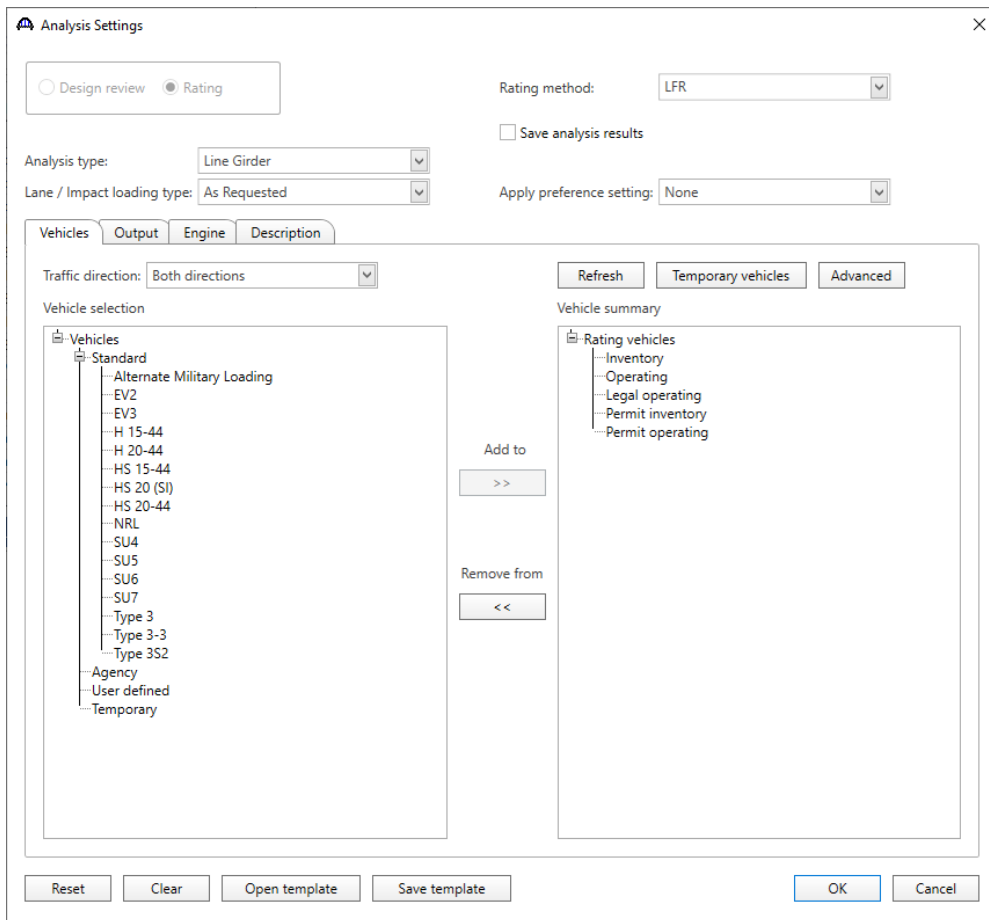 Analysis Settings
Design review Rating
Rating method: LFR
Save analysis results
Analysis type: Line Girder
Lane / Impact loading type: As Requested
Apply preference setting: None
Vehicles Output Engine Description
Traffic direction: Both directions
Refresh Temporary vehicles Advanced
Vehicle selection
Vehicles
Standard
Alternate Military Loading
EV2
EV3
H 15-44
H 20-44
HS 15-44
HS 20 (SI)
HS 20-44
NRL
SU4
SU5
SU6
SU7
Type 3
Type 3-3
Type 3S2
Agency
User defined
Temporary
Add to
>>
Remove from
<<
Vehicle summary
Rating vehicles
Inventory
Operating
Legal operating
Permit inventory
Permit operating
Reset Clear Open template Save template OK Cancel